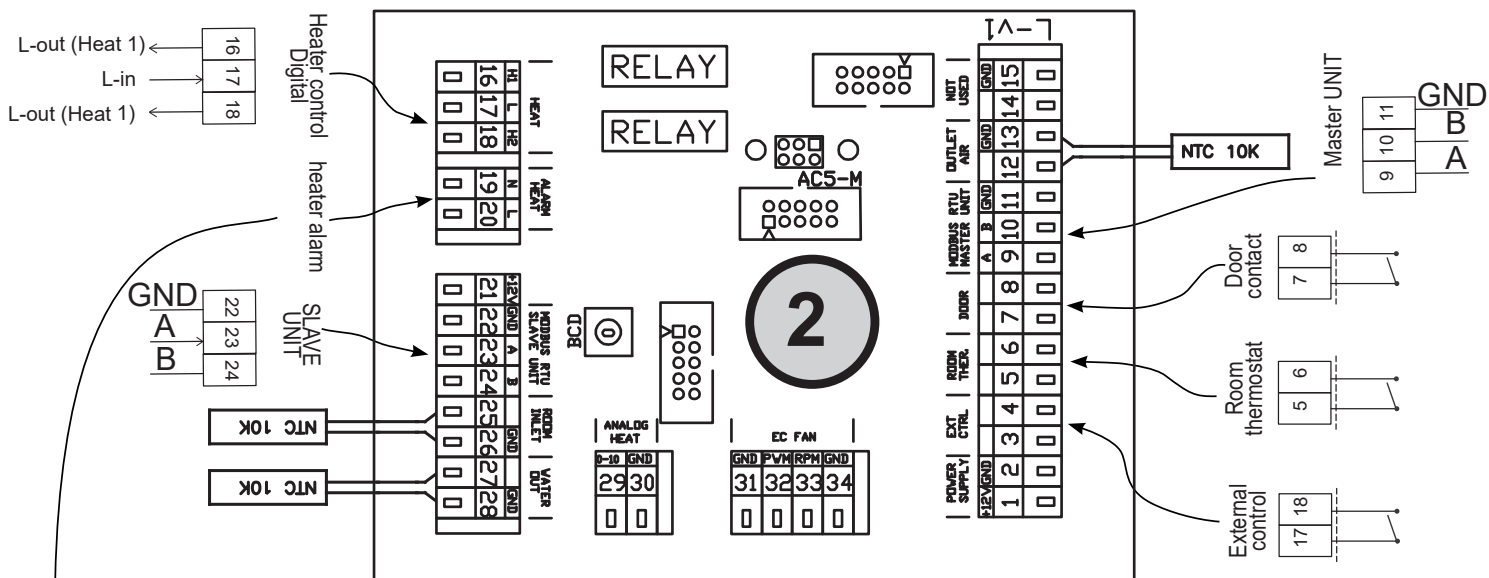 L-out (Heat 1)
L-in
L-out (Heat 1)
16
17
18
Heater control
Digital
heater alarm
GND
A
B
22
23
24
SLAVE
UNIT
NTC 10K
NTC 10K
16 H1
17 L
18 H2
HEAT
19 N
20 L
ALARM
HEAT
21 +12V
22 GND
23 A
24 B
MODBUS RTU
SLAVE UNIT
25
26 GND
ROOM
INLET
27
28 GND
WATER
OUT
RELAY
RELAY
AC5-M
BCD
2
ANALOG
HEAT
0-10 GND
29 30
EC FAN
GND PWM RPM GND
31 32 33 34
L-V1
NOT
USED
GND 15
14
OUTLET
AIR
GND 13
12
MODBUS RTU
MASTER UNIT
GND 11
B 10
A 9
DOOR
8
7
ROOM
THER.
6
5
EXT
CTRL
4
3
POWER
SUPPLY
GND 2
+12V 1
NTC 10K
Master UNIT
11
10
9
GND
B
A
Door
contact
8
7
Room
thermostat
6
5
External
control
18
17